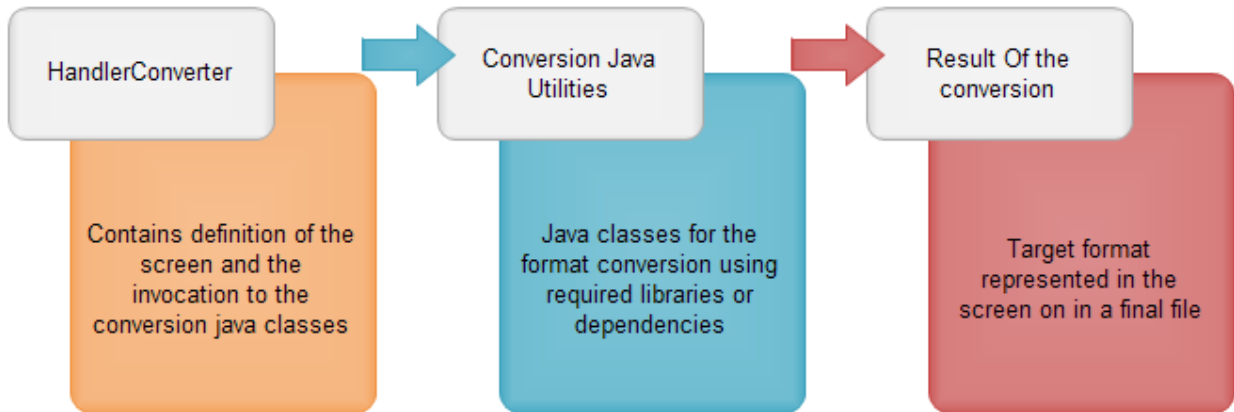 HandlerConverter
Contains definition of the
screen and the
invocation to the
conversion java classes
Conversion Java
Utilities
Java classes for the
format conversion using
required libraries or
dependencies
Result Of the
conversion
Target format
represented in the
screen on in a final file